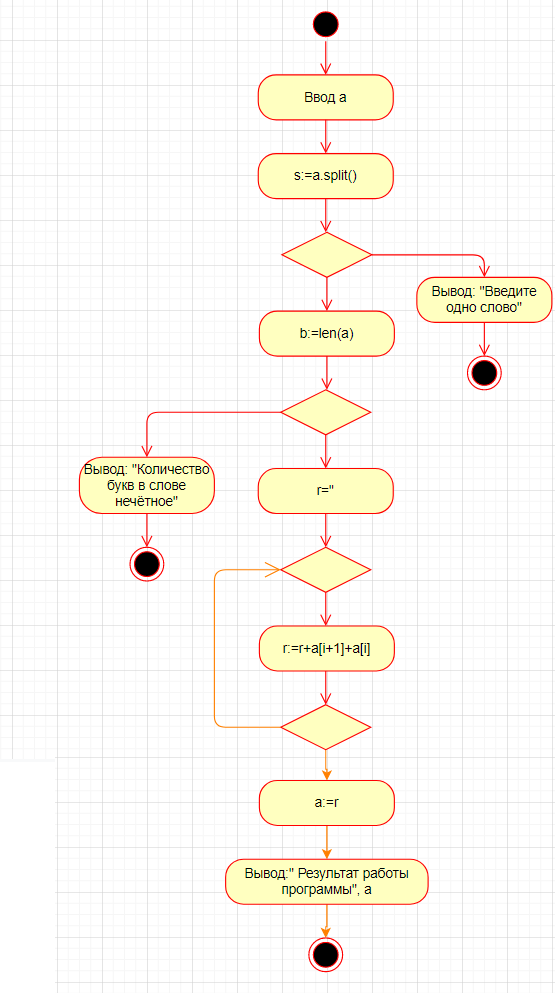 Ввод a
s:=a.split()
Вывод: "Введите
одно слово"
b:=len(a)
Вывод: "Количество
букв в слове
нечётное"
r=''
r:=r+a[i+1]+a[i]
a:=r
Вывод:" Результат работы
программы", a